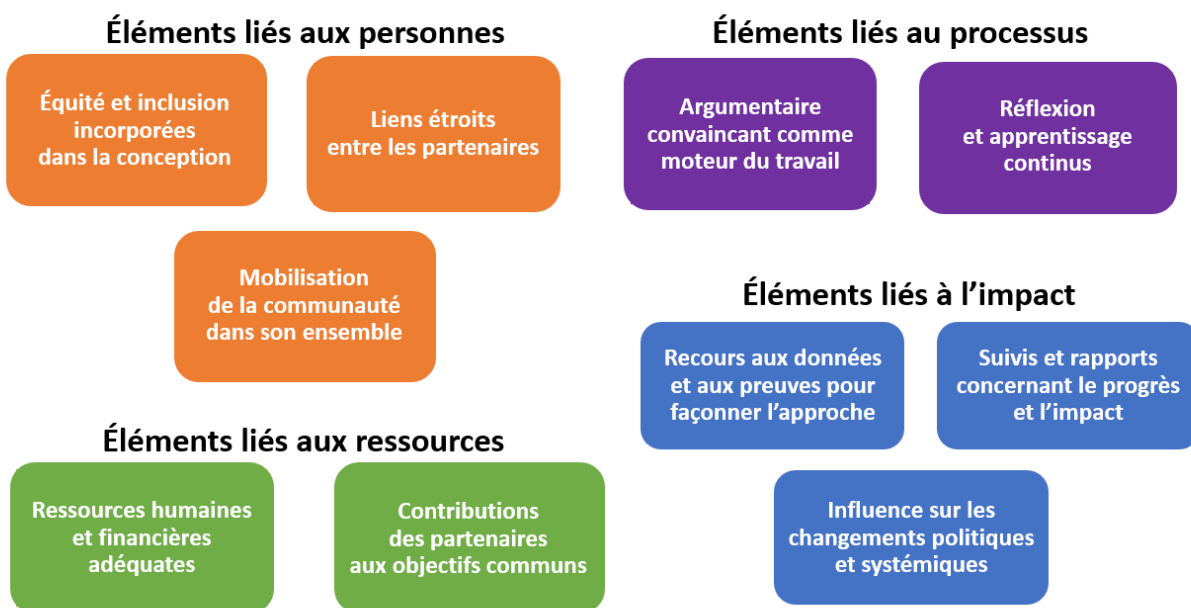 Éléments liés aux personnes
Équité et inclusion
incorporées
dans la conception
Liens étroits
entre les partenaires
Mobilisation
de la communauté
dans son ensemble
Éléments liés au processus
Argumentaire
convaincant comme
moteur du travail
Réflexion
et apprentissage
continus
Éléments liés aux ressources
Ressources humaines
et financières
adéquates
Contributions
des partenaires
aux objectifs communs
Éléments liés à l’impact
Recours aux données
et aux preuves pour
façonner l’approche
Suivis et rapports
concernant le progrès
et l’impact
Influence sur les
changements politiques
et systémiques